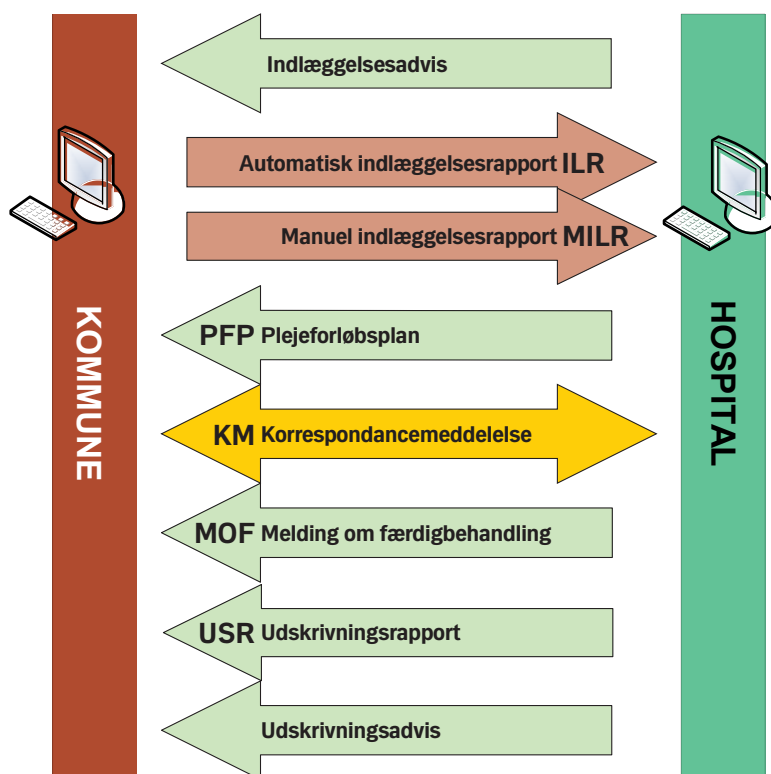 Indlæggelsesadvis
Automatisk indlæggelsesrapport ILR
Manuel indlæggelsesrapport MILR
KOMMUNE
HOSPITAL
PFP Plejeforløbsplan
KM Korrespondancemeddelelse
MOF Melding om færdigbehandling
USR Udskrivningsrapport
Udskrivningsadvis